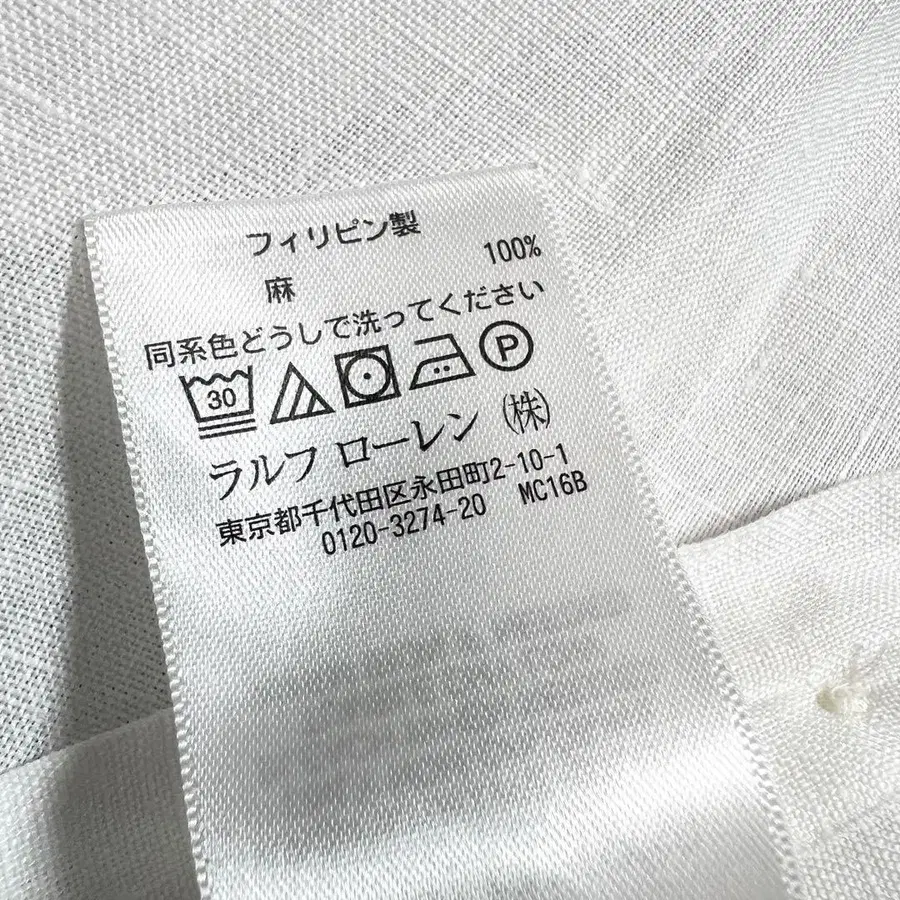 フィリピン製
麻 100%
同系色どうしで洗ってください
30 P
ラルフ ローレン (株)
東京都千代田区永田町2-10-1
0120-3274-20 MC16B